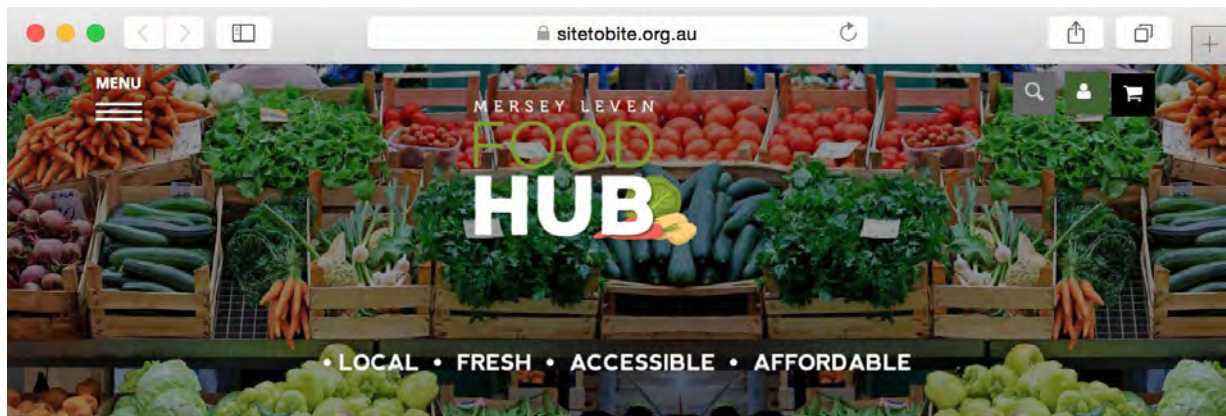 sitetobite.org.au
MENU
MERSEY LEVEN
FOOD
HUB
• LOCAL • FRESH • ACCESSIBLE • AFFORDABLE